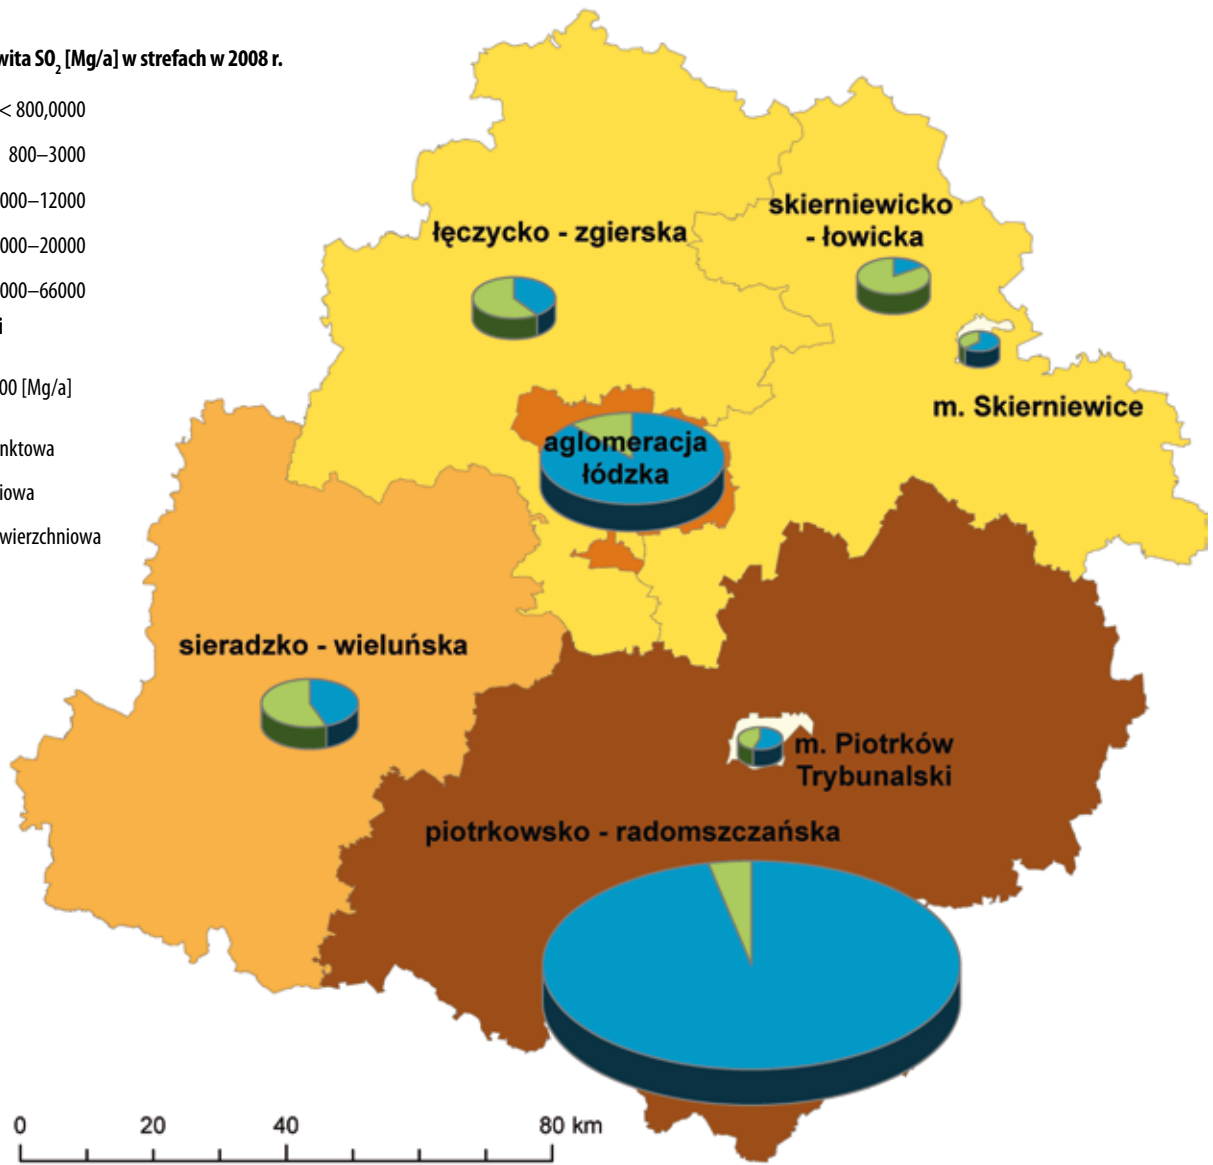 wita SO2 [Mg/a] w strefach w 2008 r.
< 800,0000
800–3000
000–12000
000–20000
000–66000
i
00 [Mg/a]
nktowa
iowa
wierzchniowa
łęczycko - zgierska
skierniewicko
- łowicka
m. Skierniewice
aglomeracja
łódzka
sieradzko - wieluńska
m. Piotrków
Trybunalski
piotrkowsko - radomszczańska
0 20 40 80 km